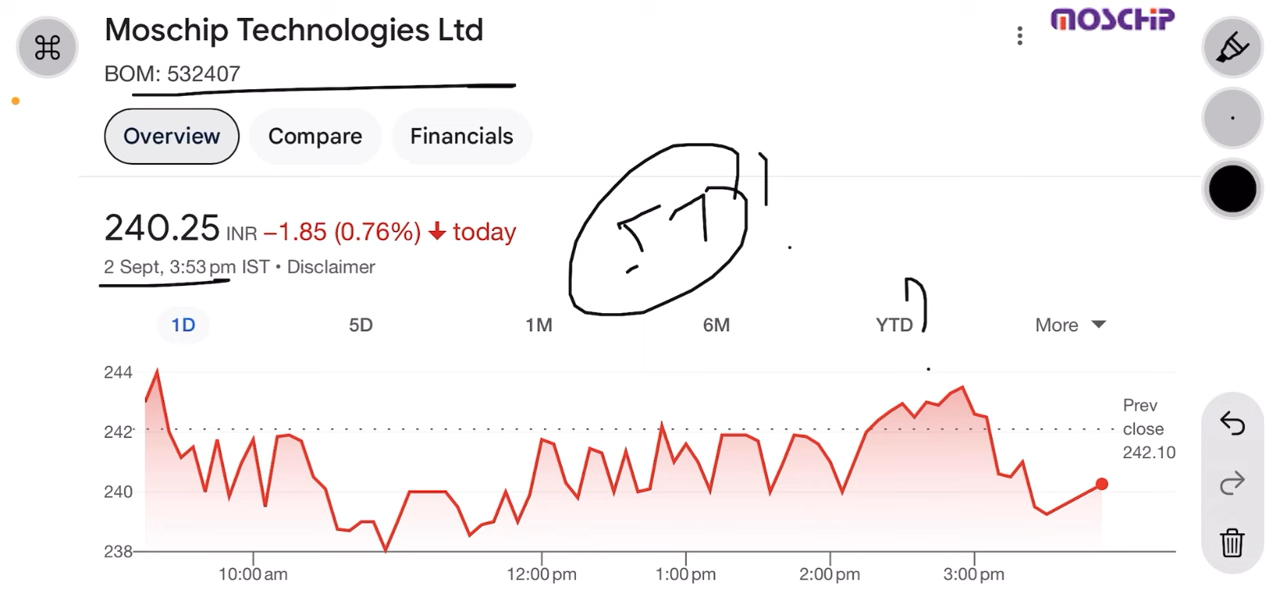 Moschip Technologies Ltd
MOSCHIP
BOM: 532407
Overview Compare Financials
240.25 INR −1.85 (0.76%) ↓ today
2 Sept, 3:53 pm IST • Disclaimer
1D 5D 1M 6M YTD More
244
242
240
238
Prev
close
242.10
10:00 am 12:00 pm 1:00 pm 2:00 pm 3:00 pm